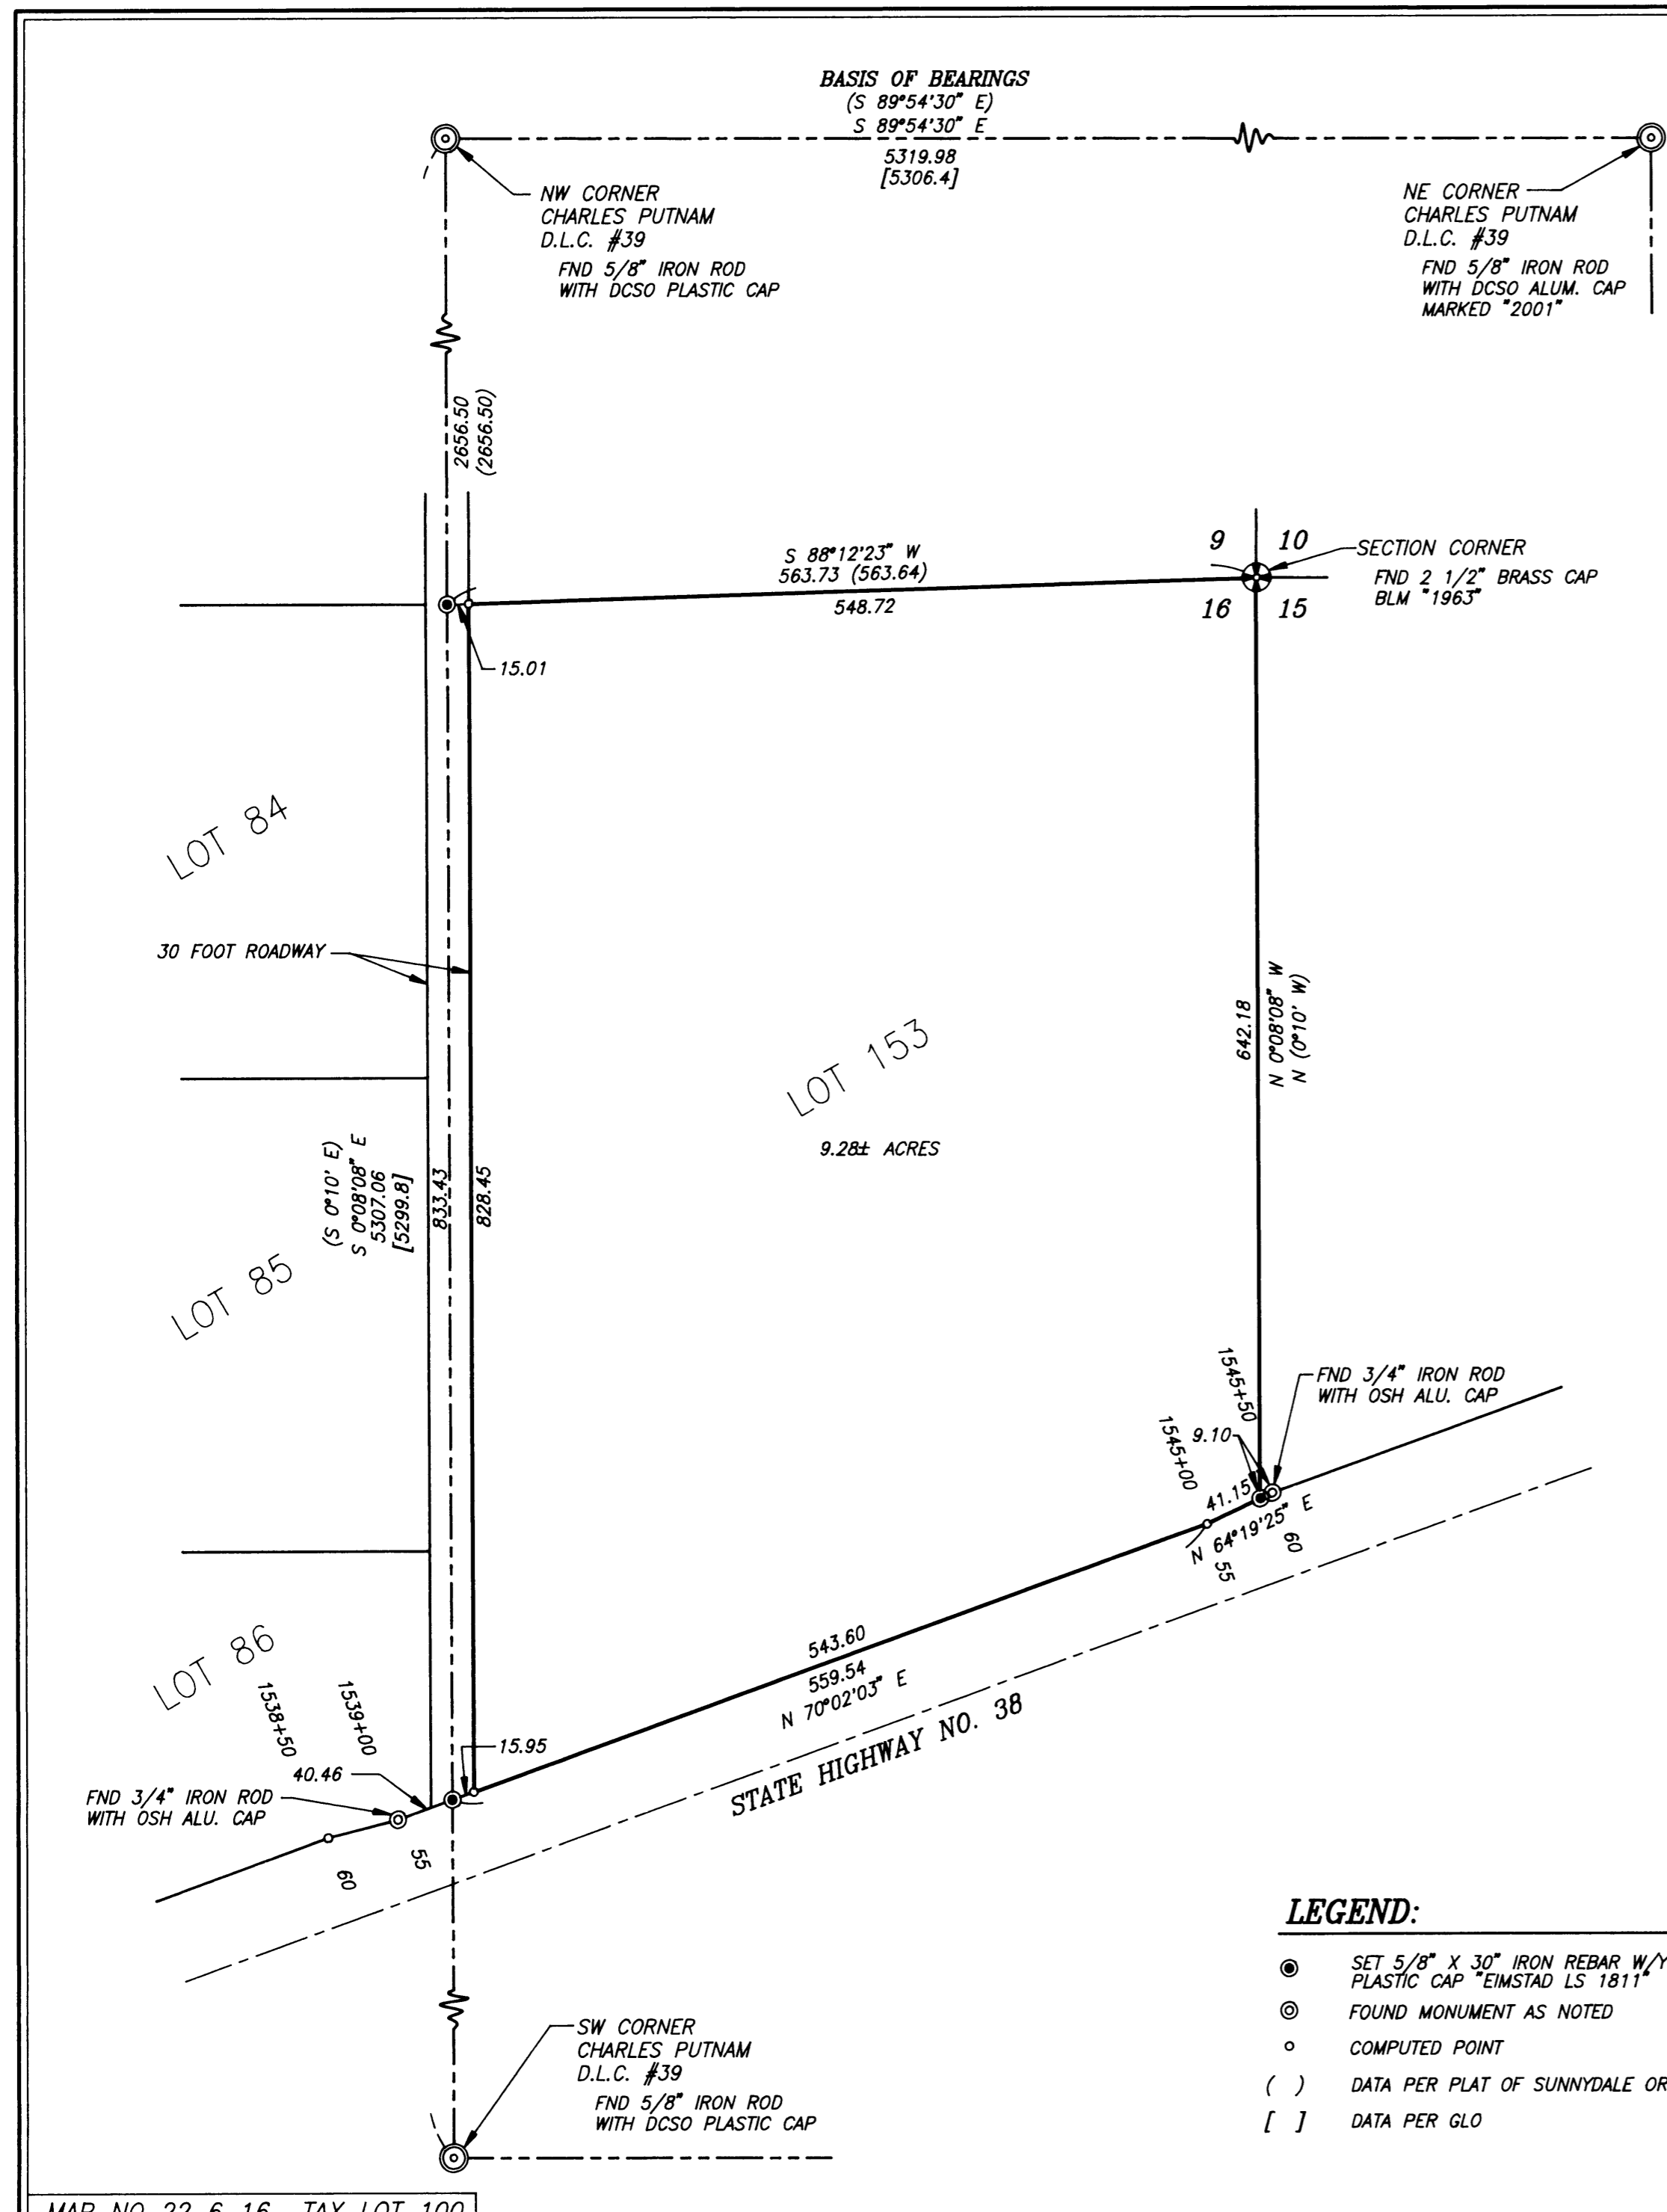 BASIS OF BEARINGS
(S 89°54'30" E)
S 89°54'30" E
5319.98
[5306.4]
NW CORNER
CHARLES PUTNAM
D.L.C. #39
FND 5/8" IRON ROD
WITH DCSO PLASTIC CAP
NE CORNER
CHARLES PUTNAM
D.L.C. #39
FND 5/8" IRON ROD
WITH DCSO ALUM. CAP
MARKED "2001"
2656.50
(2656.50)
S 88°12'23" W
563.73 (563.64)
548.72
9 10
16 15
SECTION CORNER
FND 2 1/2" BRASS CAP
BLM "1963"
15.01
LOT 84
30 FOOT ROADWAY
LOT 153
9.28± ACRES
642.18
N 0°08'08" W
N (0°10' W)
(S 0°10' E)
S 0°08'08" E
5307.06
[5299.8]
833.43
828.45
LOT 85
1545+50
1545+00
9.10
FND 3/4" IRON ROD
WITH OSH ALU. CAP
41.15
N 64°19'25" E
55
60
543.60
559.54
N 70°02'03" E
STATE HIGHWAY NO. 38
LOT 86
1538+50
1539+00
15.95
40.46
FND 3/4" IRON ROD
WITH OSH ALU. CAP
60
55
SW CORNER
CHARLES PUTNAM
D.L.C. #39
FND 5/8" IRON ROD
WITH DCSO PLASTIC CAP
LEGEND:
SET 5/8" X 30" IRON REBAR W/Y
PLASTIC CAP "EIMSTAD LS 1811"
FOUND MONUMENT AS NOTED
COMPUTED POINT
( ) DATA PER PLAT OF SUNNYDALE OR
[ ] DATA PER GLO
MAP NO 22-6-16 TAX LOT 100